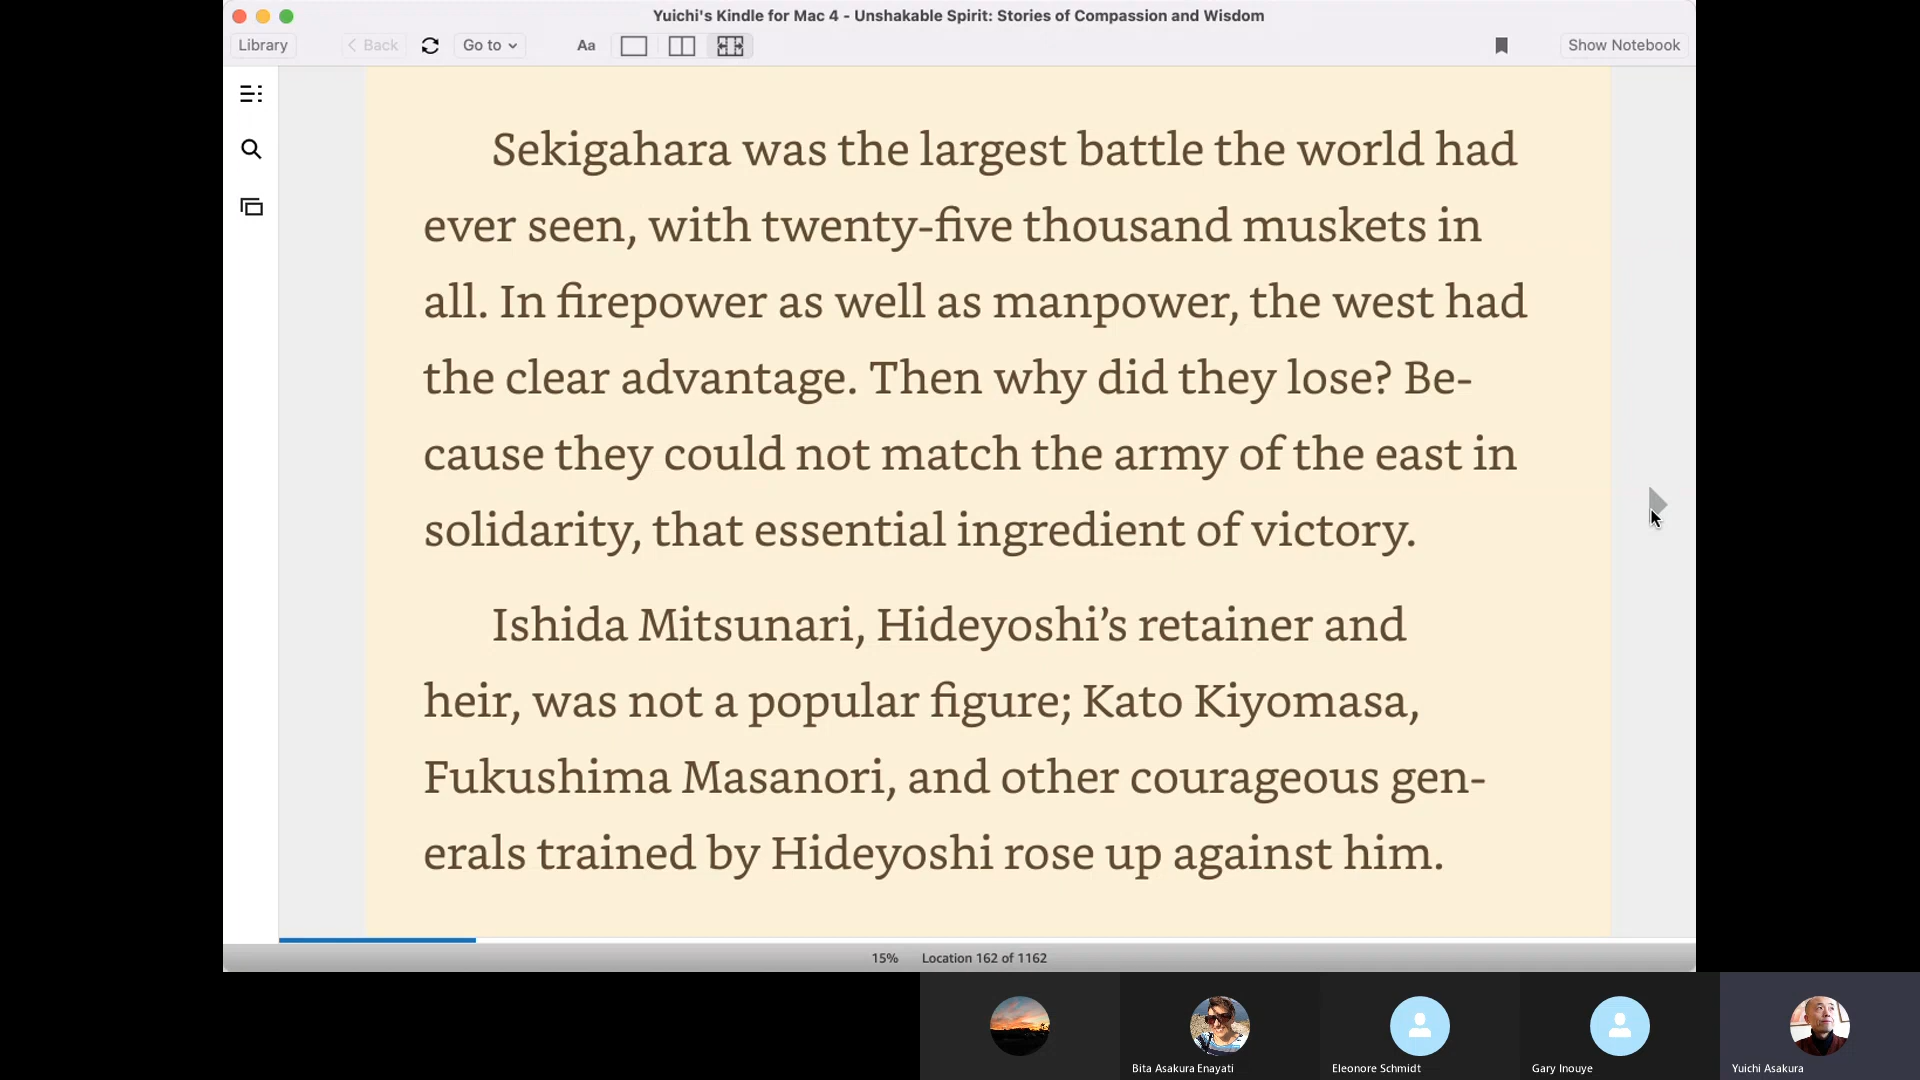 Yuichi's Kindle for Mac 4 - Unshakable Spirit: Stories of Compassion and Wisdom
Library
Back
Go to
Aa
Show Notebook
Sekigahara was the largest battle the world had
ever seen, with twenty-five thousand muskets in
all. In firepower as well as manpower, the west had
the clear advantage. Then why did they lose? Be-
cause they could not match the army of the east in
solidarity, that essential ingredient of victory.
Ishida Mitsunari, Hideyoshi’s retainer and
heir, was not a popular figure; Kato Kiyomasa,
Fukushima Masanori, and other courageous gen-
erals trained by Hideyoshi rose up against him.
15% Location 162 of 1162
Bita Asakura Enayati
Eleonore Schmidt
Gary Inouye
Yuichi Asakura